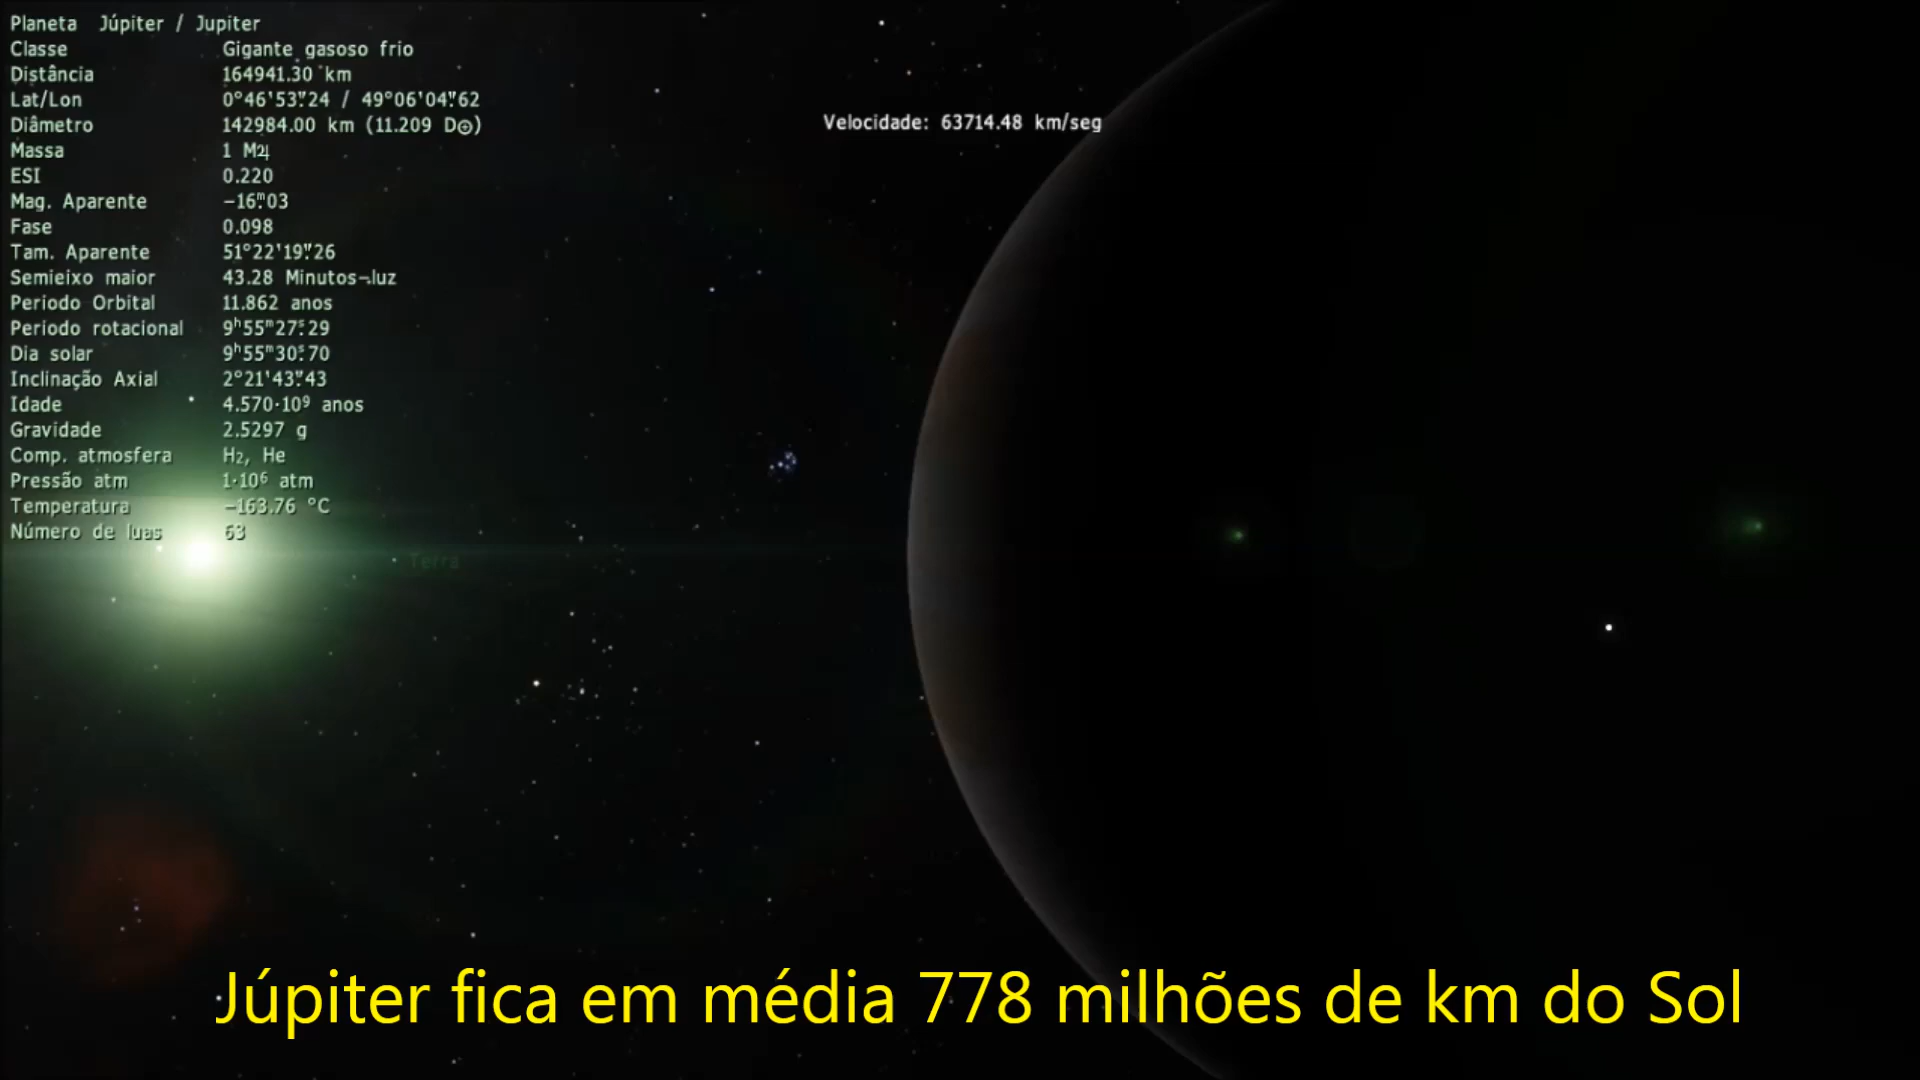 Planeta Júpiter / Jupiter
Classe Gigante gasoso frio
Distância 164941.30 km
Lat/Lon 0°46'53."24 / 49°06'04."62
Diâmetro 142984.00 km (11.209 D⊕)
Massa 1 M♃
ESI 0.220
Mag. Aparente −16.ᵐ03
Fase 0.098
Tam. Aparente 51°22'19."26
Semieixo maior 43.28 Minutos-luz
Periodo Orbital 11.862 anos
Periodo rotacional 9ʰ55ᵐ27.ˢ29
Dia solar 9ʰ55ᵐ30.ˢ70
Inclinação Axial 2°21'43."43
Idade 4.570·10⁹ anos
Gravidade 2.5297 g
Comp. atmosfera H₂, He
Pressão atm 1·10⁶ atm
Temperatura −163.76 °C
Número de luas 63
Velocidade: 63714.48 km/seg
Terra
Júpiter fica em média 778 milhões de km do Sol